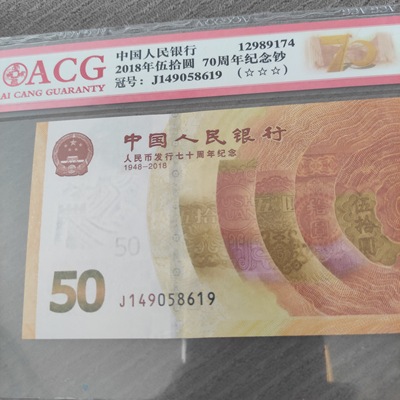 ACG
AI CANG GUARANTY
中国人民银行 12989174
2018年伍拾圆 70周年纪念钞
冠号: J149058619 (☆☆☆)
70
中国人民银行
人民币发行七十周年纪念
1948-2018
50
伍拾圆
50
J149058619